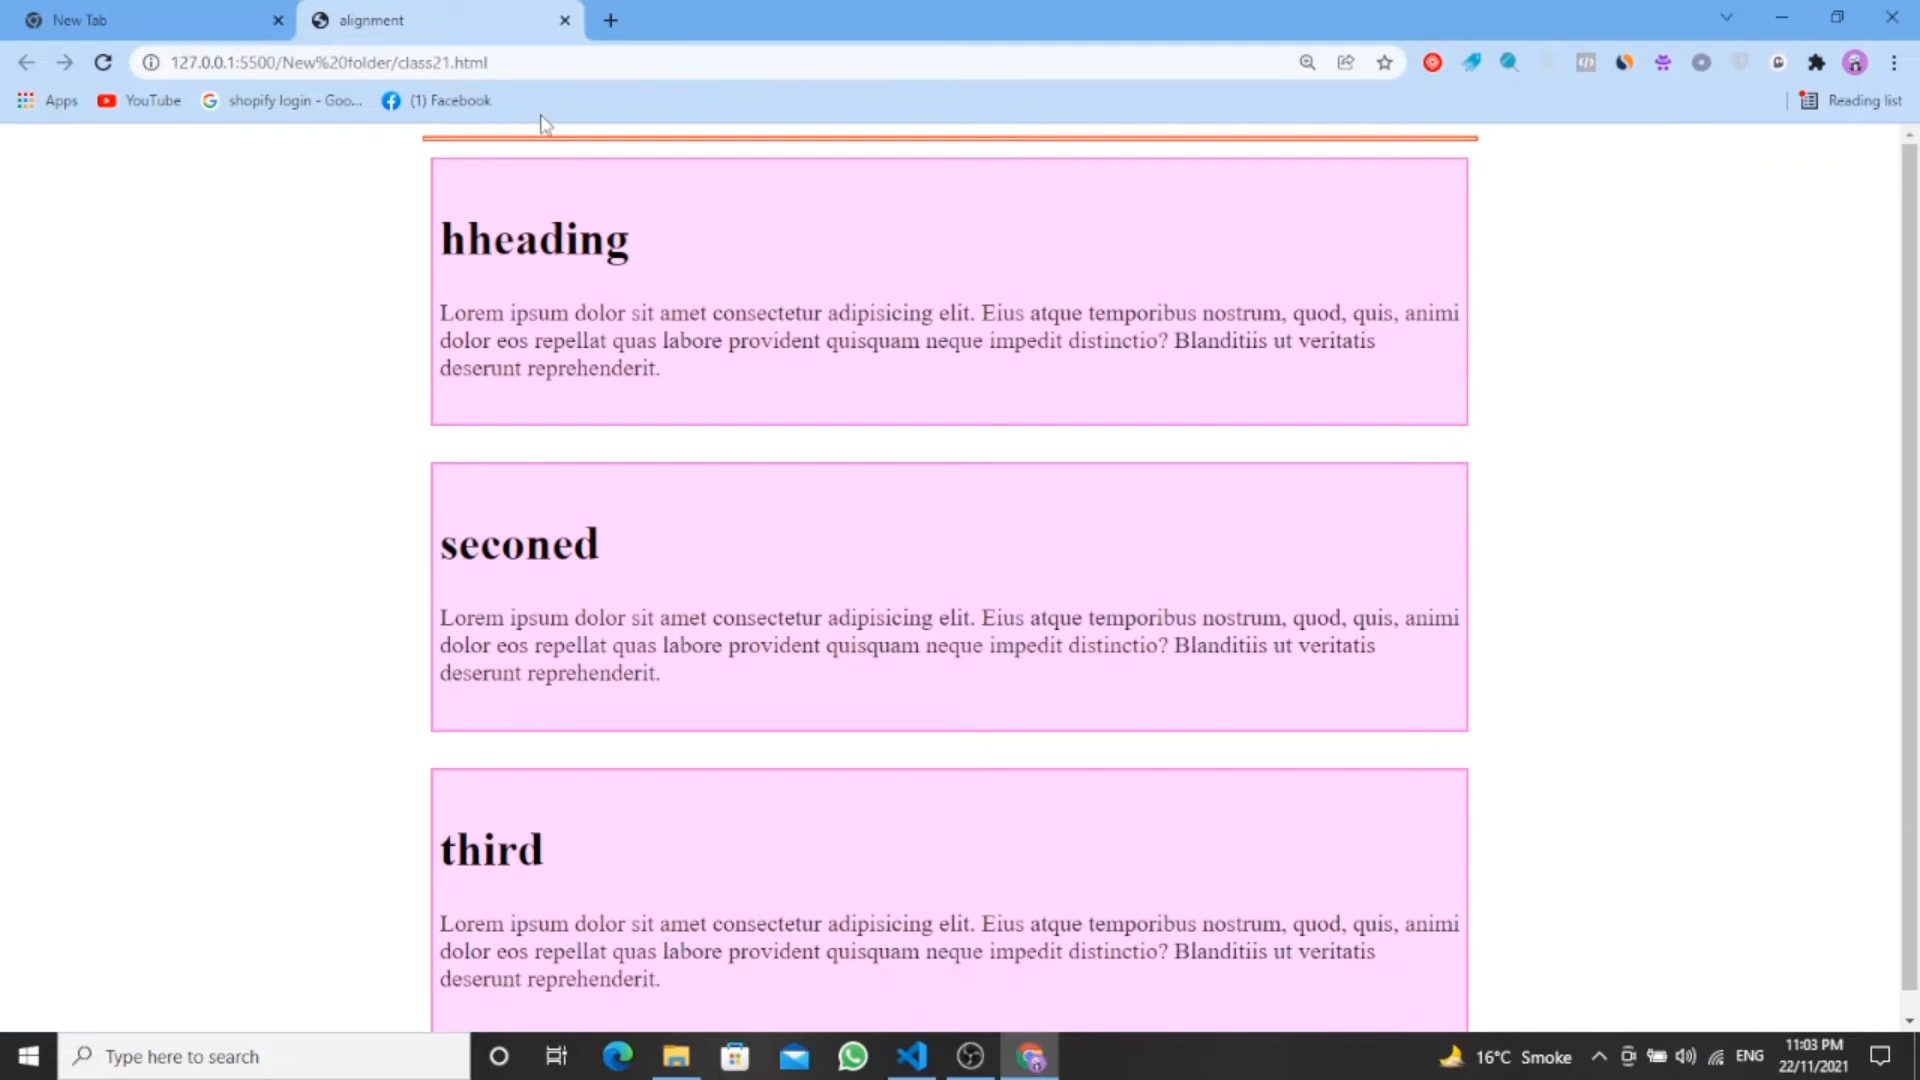 New Tab
alignment
127.0.0.1:5500/New%20folder/class21.html
Apps
YouTube
shopify login - Goo...
(1) Facebook
Reading list
hheading
Lorem ipsum dolor sit amet consectetur adipisicing elit. Eius atque temporibus nostrum, quod, quis, animi
dolor eos repellat quas labore provident quisquam neque impedit distinctio? Blanditiis ut veritatis
deserunt reprehenderit.
seconed
Lorem ipsum dolor sit amet consectetur adipisicing elit. Eius atque temporibus nostrum, quod, quis, animi
dolor eos repellat quas labore provident quisquam neque impedit distinctio? Blanditiis ut veritatis
deserunt reprehenderit.
third
Lorem ipsum dolor sit amet consectetur adipisicing elit. Eius atque temporibus nostrum, quod, quis, animi
dolor eos repellat quas labore provident quisquam neque impedit distinctio? Blanditiis ut veritatis
deserunt reprehenderit.
Type here to search
16°C Smoke
ENG
11:03 PM
22/11/2021